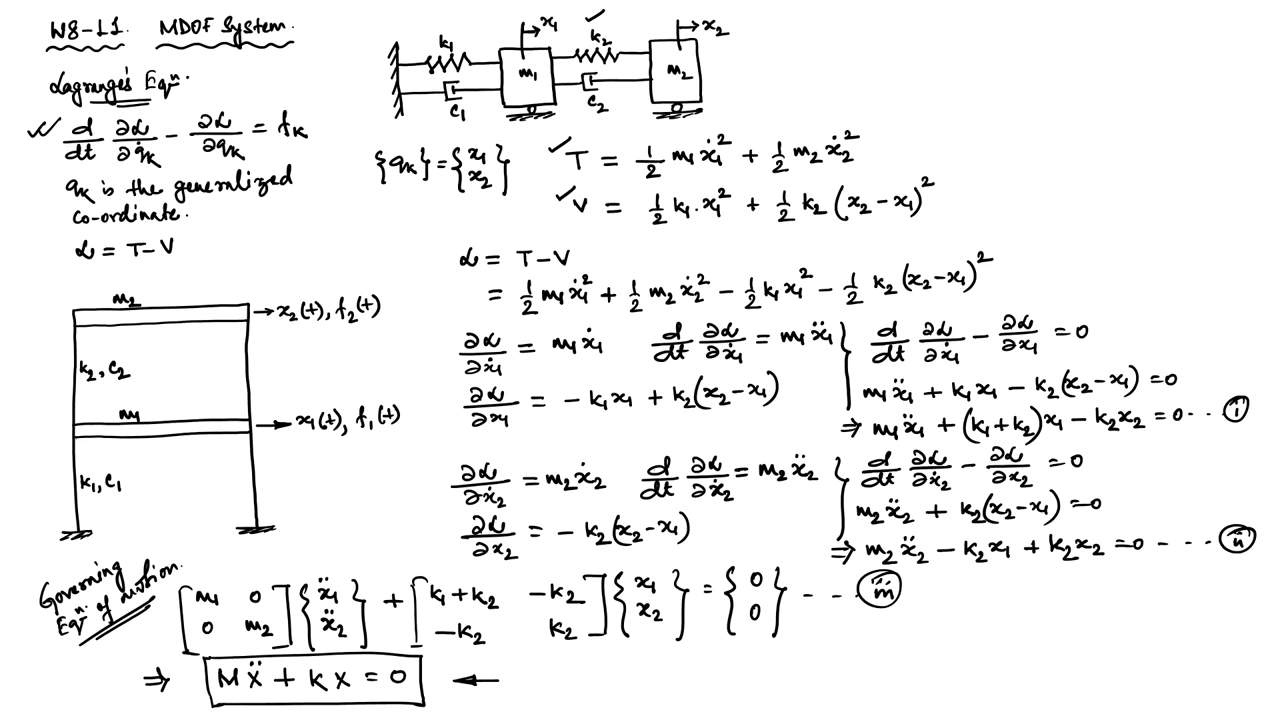 W8-L1. MDOF System.
Lagrange's Eqⁿ.
d/dt ∂L/∂q̇k − ∂L/∂qk = fk
qk is the generalized
co-ordinate.
L = T-V
k1 x1 k2 x2
m1 m2
c1 c2
{qk} = {x1 x2}
T = 1/2 m1 ẋ1² + 1/2 m2 ẋ2²
V = 1/2 k1.x1² + 1/2 k2 (x2-x1)²
L = T-V
= 1/2 m1 ẋ1² + 1/2 m2 ẋ2² − 1/2 k1 x1² − 1/2 k2 (x2-x1)²
∂L/∂ẋ1 = m1 ẋ1 d/dt ∂L/∂ẋ1 = m1 ẍ1
∂L/∂x1 = − k1 x1 + k2(x2-x1)
d/dt ∂L/∂ẋ1 − ∂L/∂x1 = 0
m1 ẍ1 + k1 x1 − k2(x2-x1) = 0
⇒ m1 ẍ1 + (k1+k2)x1 − k2x2 = 0 -- (i)
∂L/∂ẋ2 = m2 ẋ2 d/dt ∂L/∂ẋ2 = m2 ẍ2
∂L/∂x2 = − k2(x2-x1)
d/dt ∂L/∂ẋ2 − ∂L/∂x2 = 0
m2 ẍ2 + k2(x2-x1) = 0
⇒ m2 ẍ2 − k2x1 + k2x2 = 0 --- (ii)
m2
→ x2(t), f2(t)
k2, c2
m1
→ x1(t), f1(t)
k1, c1
Governing
Eqⁿ of motion.
[m1 0; 0 m2] {ẍ1; ẍ2} + [k1+k2 -k2; -k2 k2] {x1; x2} = {0; 0} --- (iii)
⇒ MẌ + KX = 0 ←